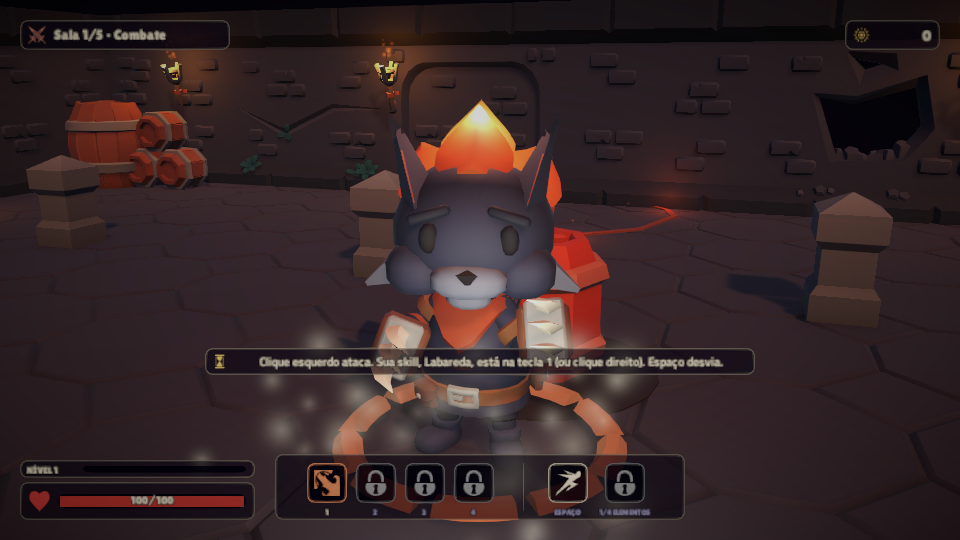 Sala 1/5 - Combate
0
Clique esquerdo ataca. Sua skill, Labareda, está na tecla 1 (ou clique direito). Espaço desvia.
NÍVEL 1
100/100
1
2
3
4
ESPAÇO
1/4 ELEMENTOS